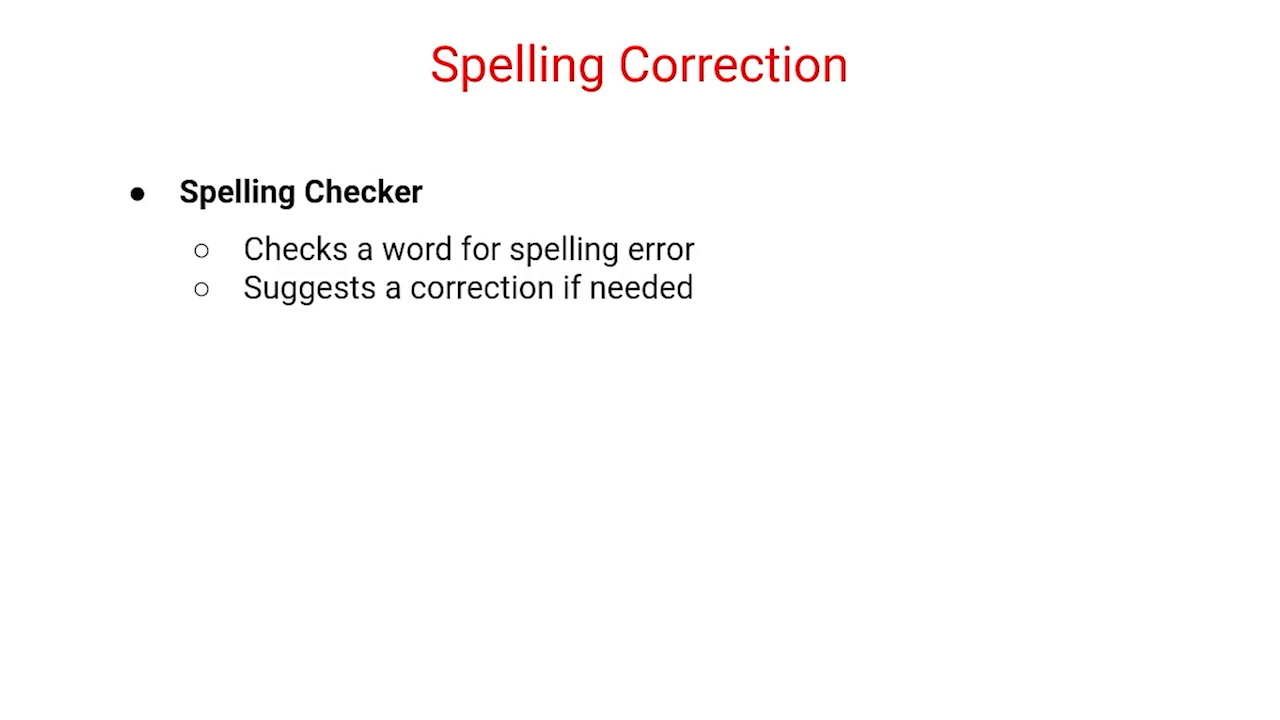 Spelling Correction
● Spelling Checker
○ Checks a word for spelling error
○ Suggests a correction if needed